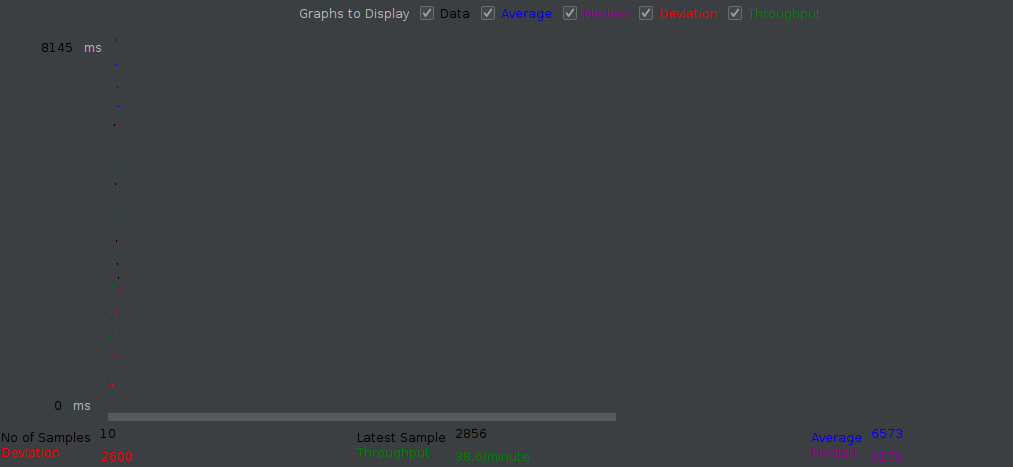 Graphs to Display Data Average Median Deviation Throughput
8145 ms
0 ms
No of Samples 10 Latest Sample 2856 Average 6573
Deviation 2600 Throughput 38.6/minute Median 6176